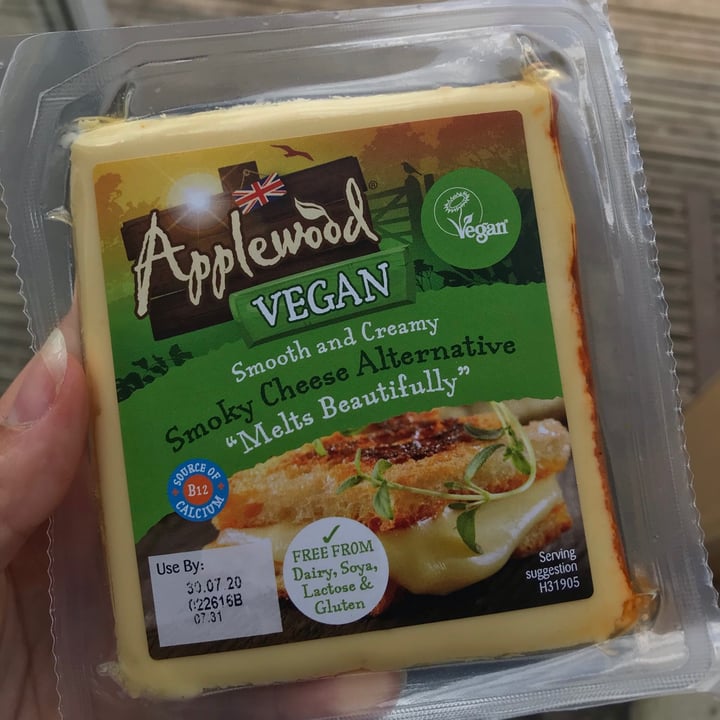 Applewood®
VEGAN
Vegan®
Smooth and Creamy
Smoky Cheese Alternative
"Melts Beautifully"
SOURCE OF
B12
CALCIUM
Use By:
30.07.20
022616B
07.31
FREE FROM
Dairy, Soya,
Lactose &
Gluten
Serving
suggestion
H31905